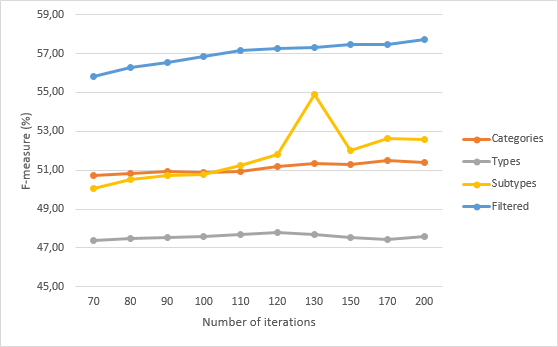 59,00
57,00
55,00
53,00
51,00
49,00
47,00
45,00
F-measure (%)
70 80 90 100 110 120 130 150 170 200
Number of iterations
Categories
Types
Subtypes
Filtered